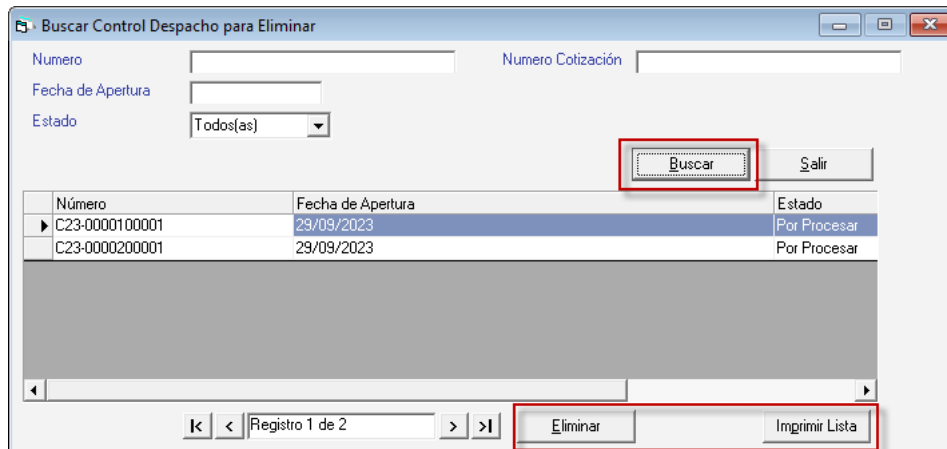 Buscar Control Despacho para Eliminar
Numero
Numero Cotización
Fecha de Apertura
Estado
Todos(as)
Buscar
Salir
Número Fecha de Apertura Estado
C23-0000100001 29/09/2023 Por Procesar
C23-0000200001 29/09/2023 Por Procesar
Registro 1 de 2
Eliminar
Imprimir Lista